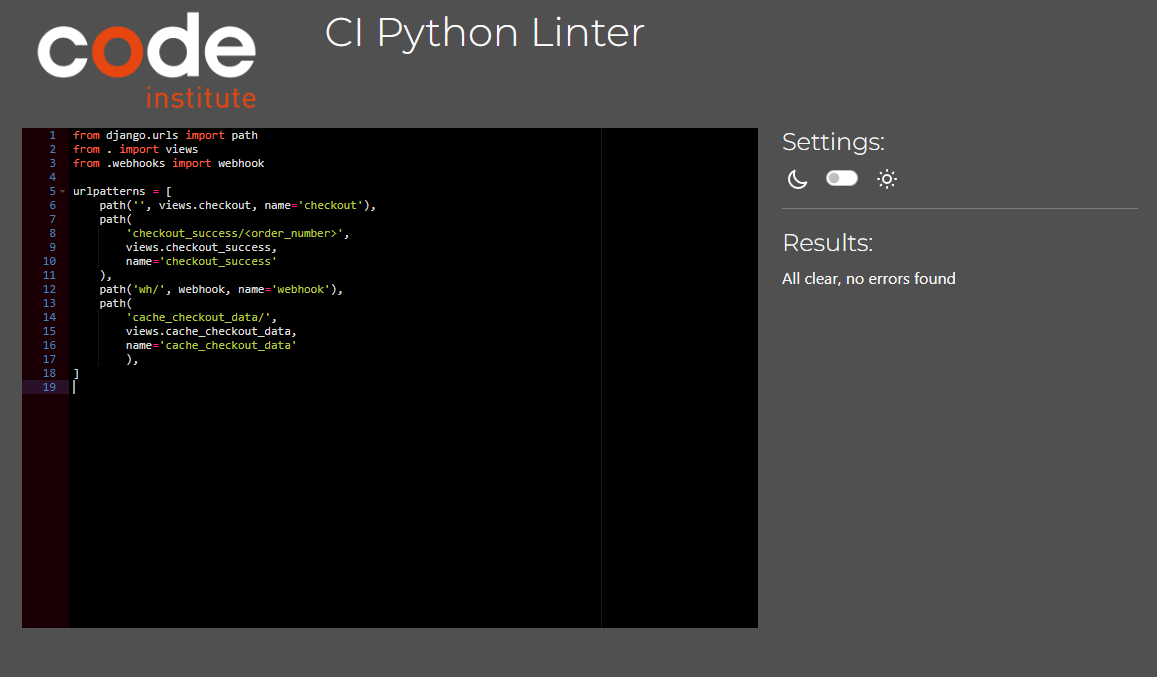 code
institute
CI Python Linter
1 from django.urls import path
2 from . import views
3 from .webhooks import webhook
4
5 urlpatterns = [
6     path('', views.checkout, name='checkout'),
7     path(
8         'checkout_success/<order_number>',
9         views.checkout_success,
10         name='checkout_success'
11     ),
12     path('wh/', webhook, name='webhook'),
13     path(
14         'cache_checkout_data/',
15         views.cache_checkout_data,
16         name='cache_checkout_data'
17         ),
18 ]
19
Settings:
Results:
All clear, no errors found